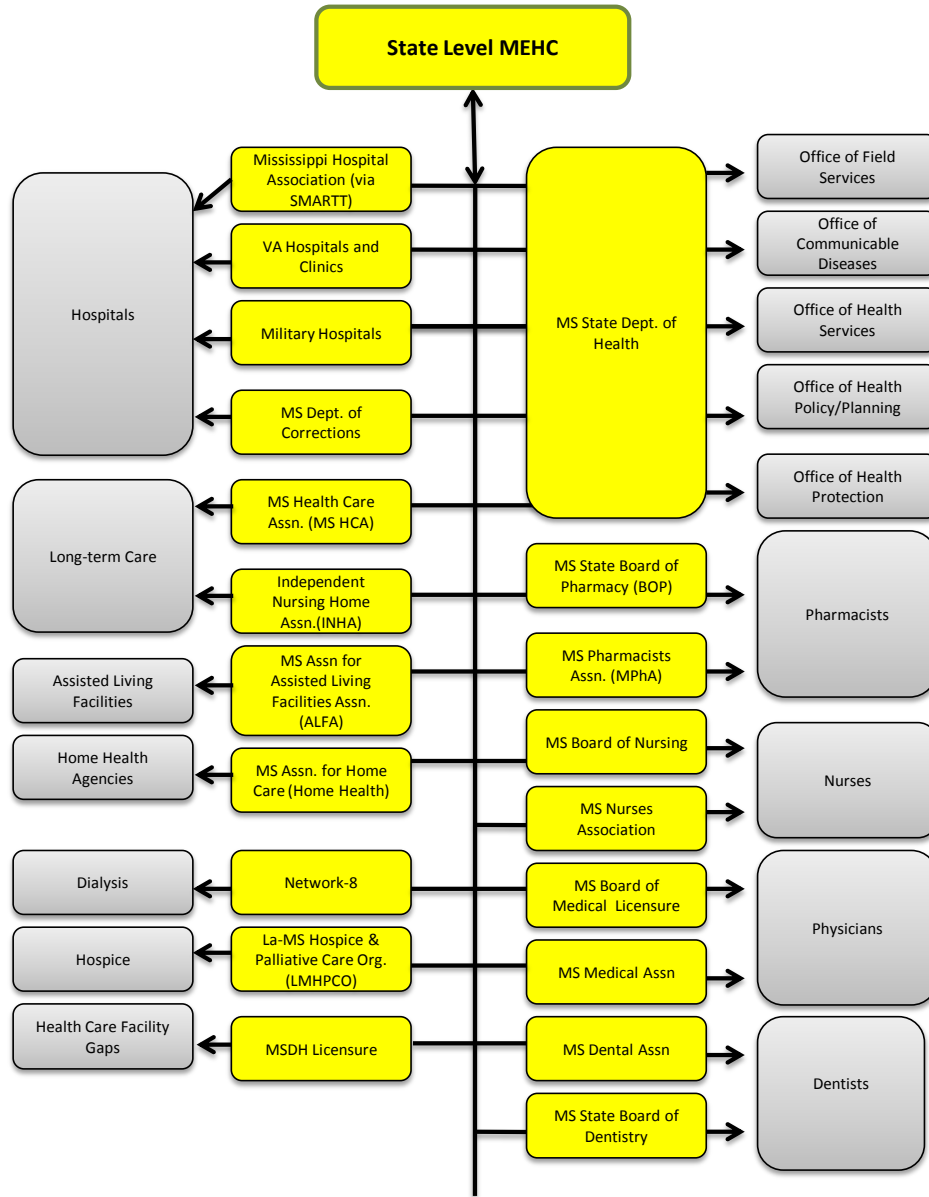 State Level MEHC
Mississippi Hospital
Association (via
SMARTT)
VA Hospitals and
Clinics
Military Hospitals
MS Dept. of
Corrections
Hospitals
MS Health Care
Assn. (MS HCA)
Independent
Nursing Home
Assn.(INHA)
Long-term Care
MS Assn for
Assisted Living
Facilities Assn.
(ALFA)
Assisted Living
Facilities
MS Assn. for Home
Care (Home Health)
Home Health
Agencies
Network-8
Dialysis
La-MS Hospice &
Palliative Care Org.
(LMHPCO)
Hospice
MSDH Licensure
Health Care Facility
Gaps
MS State Dept. of
Health
Office of Field
Services
Office of
Communicable
Diseases
Office of Health
Services
Office of Health
Policy/Planning
Office of Health
Protection
MS State Board of
Pharmacy (BOP)
MS Pharmacists
Assn. (MPhA)
Pharmacists
MS Board of Nursing
MS Nurses
Association
Nurses
MS Board of
Medical Licensure
MS Medical Assn
Physicians
MS Dental Assn
MS State Board of
Dentistry
Dentists